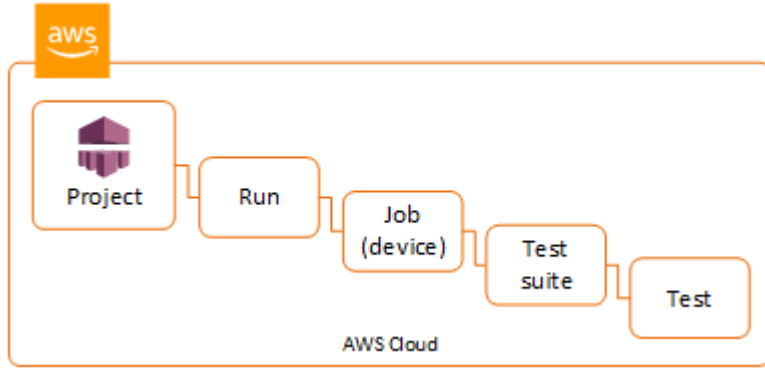 aws
Project
Run
Job
(device)
Test
suite
Test
AWS Cloud